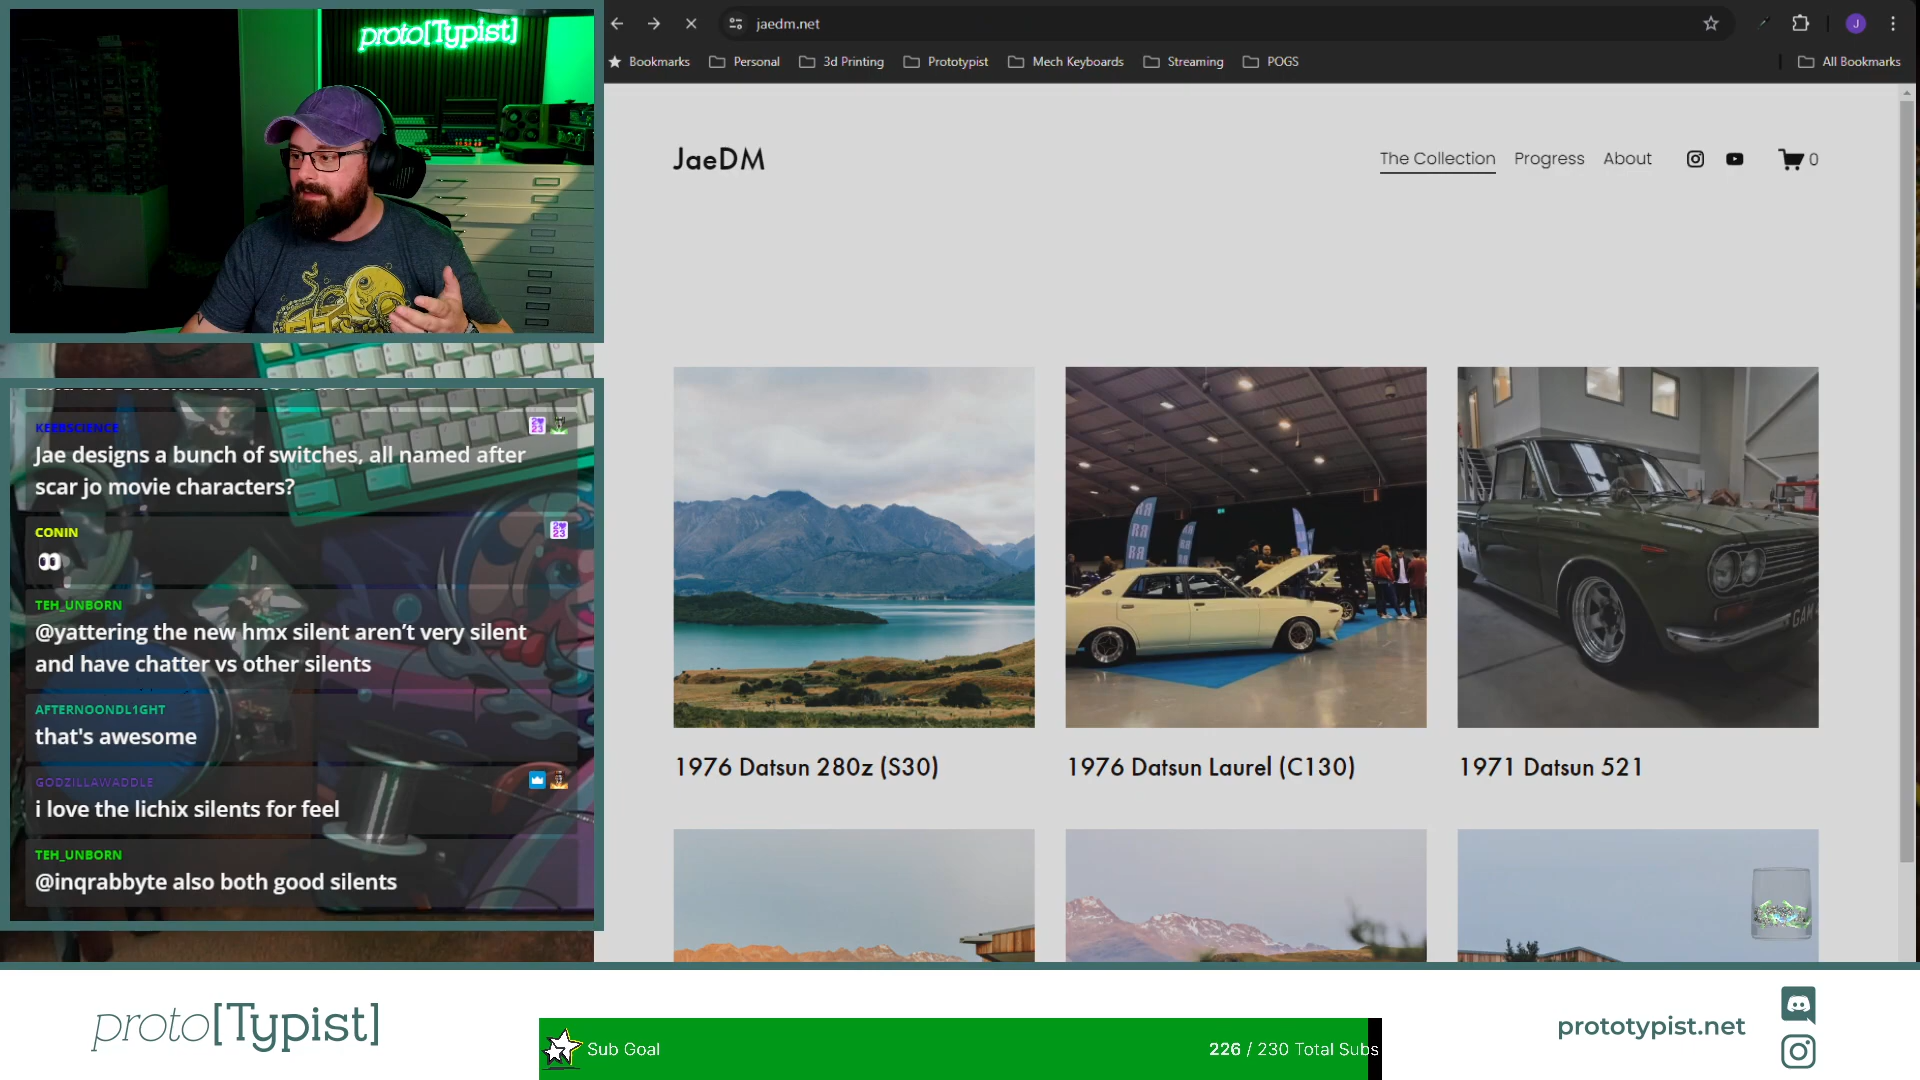 proto[Typist]
jaedm.net
Bookmarks
Personal
3d Printing
Prototypist
Mech Keyboards
Streaming
POGS
All Bookmarks
JaeDM
The Collection
Progress
About
0
KEEBSCIENCE
Jae designs a bunch of switches, all named after
scar jo movie characters?
CONIN
TEH_UNBORN
@yattering the new hmx silent aren't very silent
and have chatter vs other silents
AFTERNOONDL1GHT
that's awesome
GODZILLAWADDLE
i love the lichix silents for feel
TEH_UNBORN
@inqrabbyte also both good silents
1976 Datsun 280z (S30)
1976 Datsun Laurel (C130)
1971 Datsun 521
proto[Typist]
Sub Goal
226 / 230 Total Subs
prototypist.net